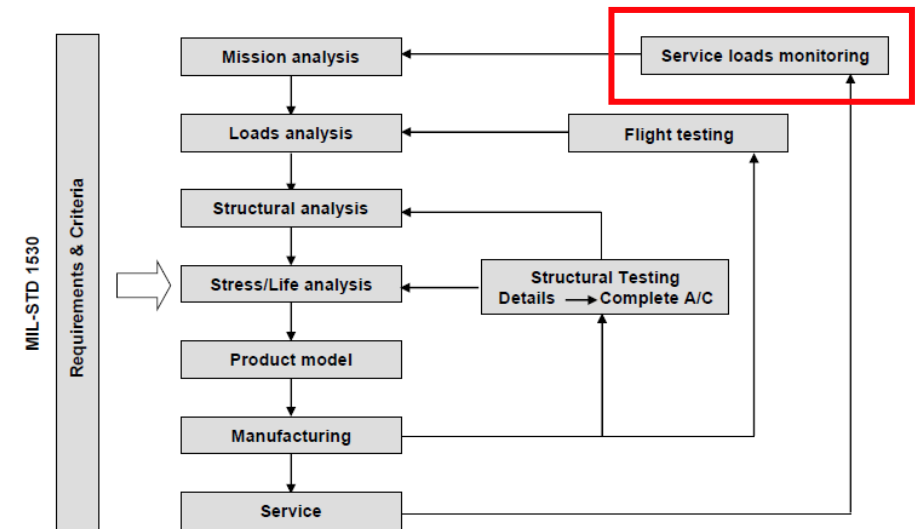 MIL-STD 1530
Requirements & Criteria
Mission analysis
Service loads monitoring
Loads analysis
Flight testing
Structural analysis
Stress/Life analysis
Structural Testing
Details Complete A/C
Product model
Manufacturing
Service